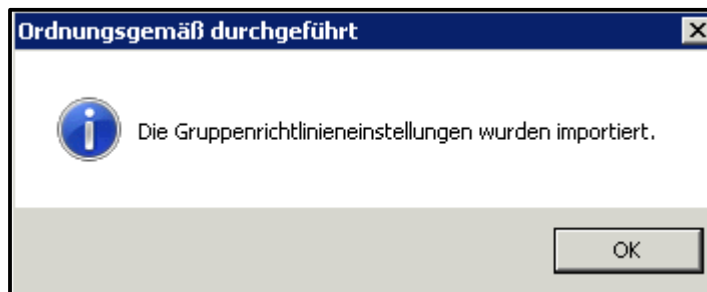 Ordnungsgemäß durchgeführt
Die Gruppenrichtlinieneinstellungen wurden importiert.
OK